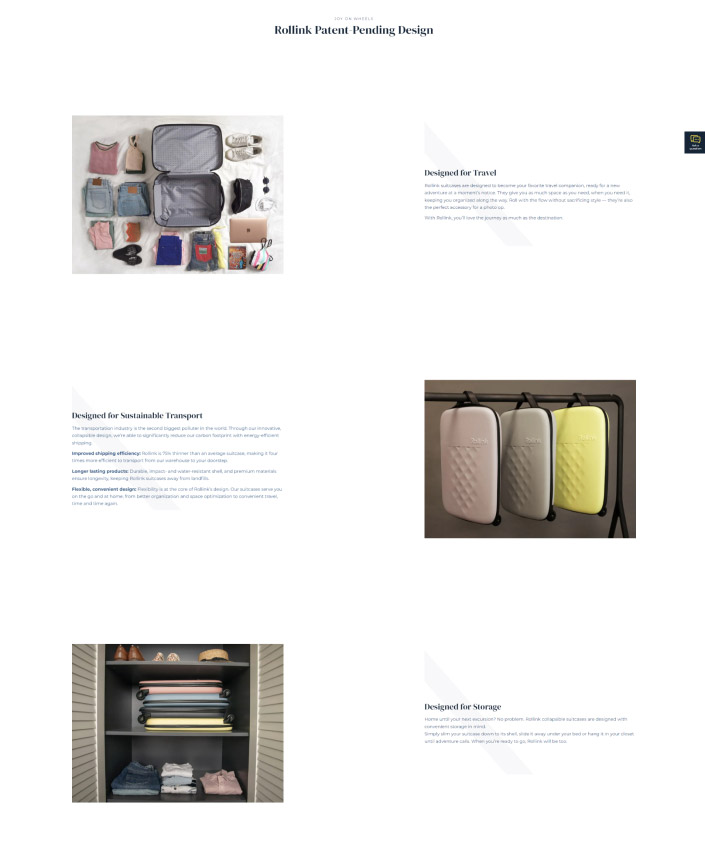 JOY ON WHEELS
Rollink Patent-Pending Design
Ask a
question
Designed for Travel
Rollink suitcases are designed to become your favorite travel companion, ready for a new
adventure at a moment's notice. They give you as much space as you need, when you need it,
keeping you organized along the way. Roll with the flow without sacrificing style — they're also
the perfect accessory for a photo op.
With Rollink, you'll love the journey as much as the destination.
Designed for Sustainable Transport
The transportation industry is the second biggest polluter in the world. Through our innovative,
collapsible design, we're able to significantly reduce our carbon footprint with energy-efficient
shipping.
Improved shipping efficiency: Rollink is 75% thinner than an average suitcase, making it four
times more efficient to transport from our warehouse to your doorstep.
Longer lasting products: Durable, impact- and water-resistant shell, and premium materials
ensure longevity, keeping Rollink suitcases away from landfills.
Flexible, convenient design: Flexibility is at the core of Rollink's design. Our suitcases serve you
on the go and at home, from better organization and space optimization to convenient travel,
time and time again.
Designed for Storage
Home until your next excursion? No problem. Rollink collapsible suitcases are designed with
convenient storage in mind.
Simply slim your suitcase down to its shell, slide it away under your bed or hang it in your closet
until adventure calls. When you're ready to go, Rollink will be too.